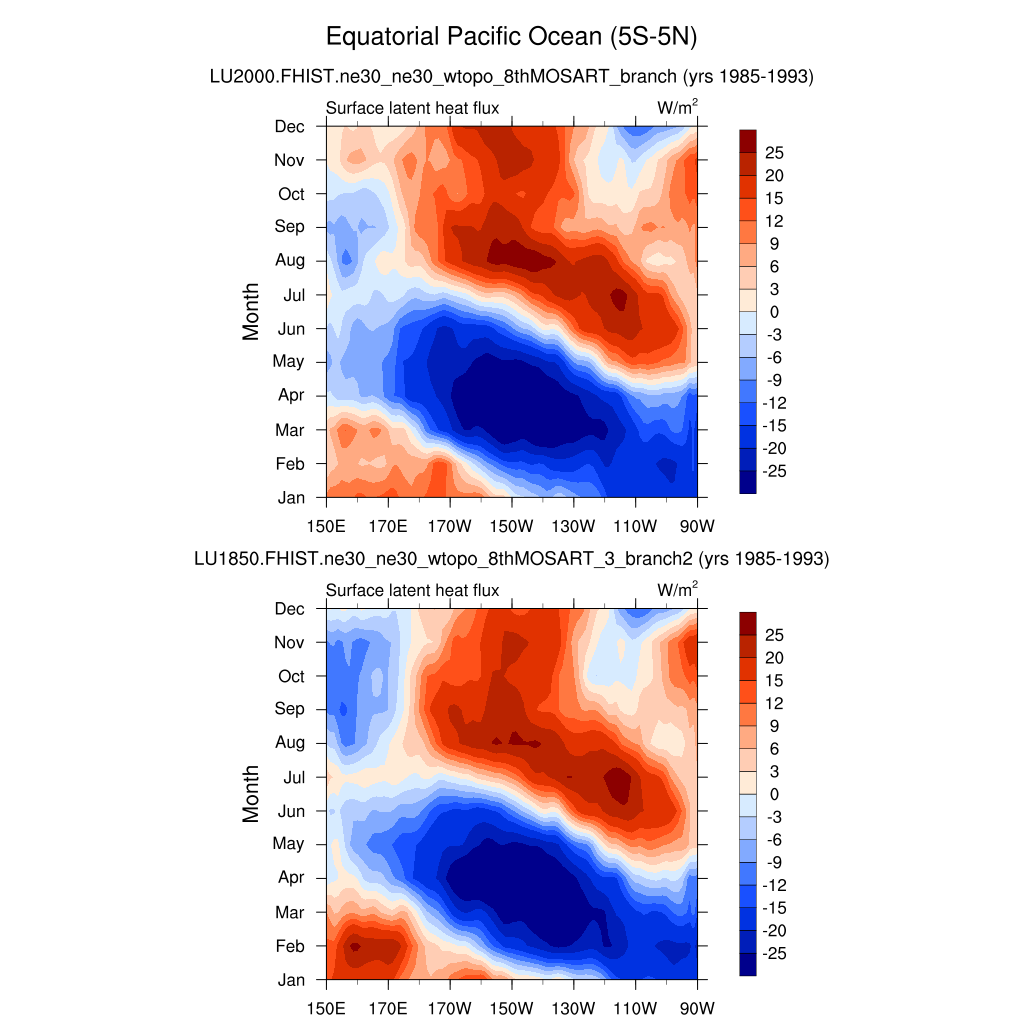 Equatorial Pacific Ocean (5S-5N)
LU2000.FHIST.ne30_ne30_wtopo_8thMOSART_branch (yrs 1985-1993)
Surface latent heat flux W/m2
Dec
Nov
Oct
Sep
Aug
Jul
Jun
May
Apr
Mar
Feb
Jan
Month
150E 170E 170W 150W 130W 110W 90W
25
20
15
12
9
6
3
0
-3
-6
-9
-12
-15
-20
-25
LU1850.FHIST.ne30_ne30_wtopo_8thMOSART_3_branch2 (yrs 1985-1993)
Surface latent heat flux W/m2
Dec
Nov
Oct
Sep
Aug
Jul
Jun
May
Apr
Mar
Feb
Jan
Month
150E 170E 170W 150W 130W 110W 90W
25
20
15
12
9
6
3
0
-3
-6
-9
-12
-15
-20
-25